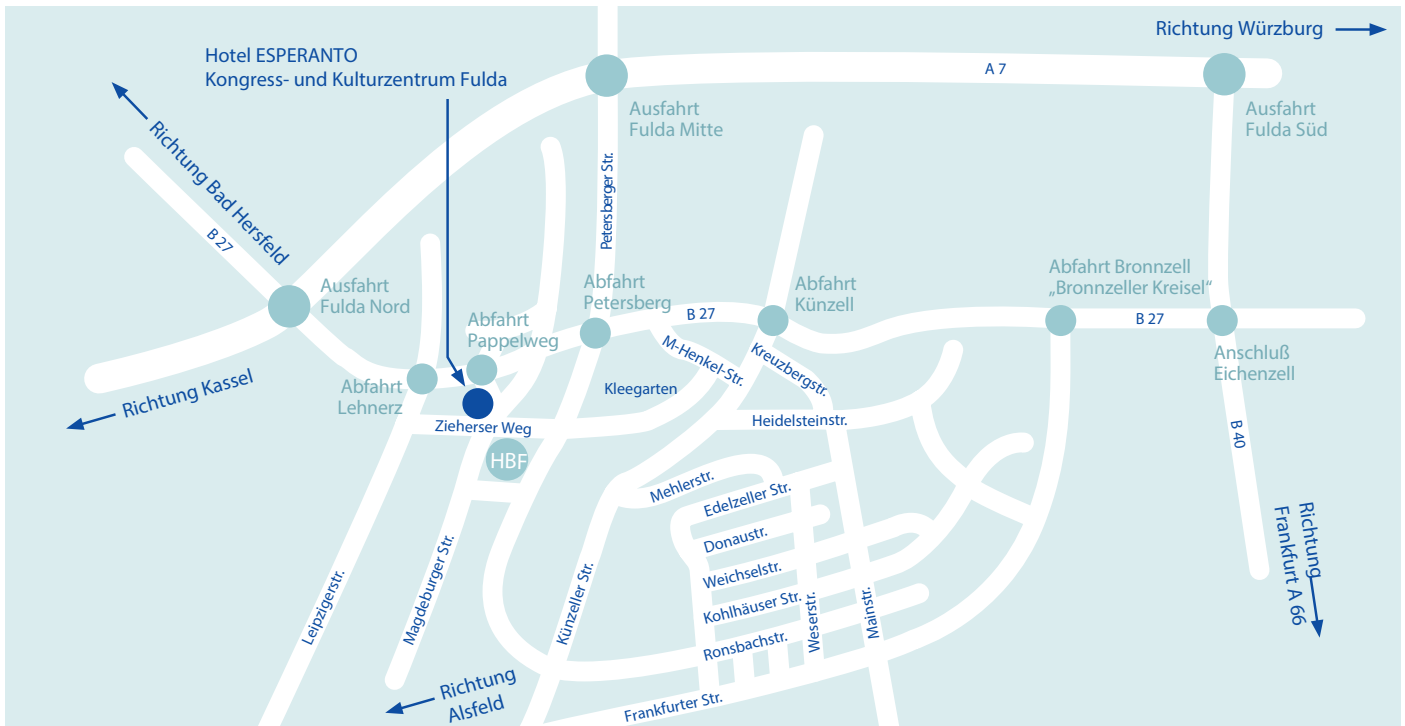 Richtung Würzburg
Hotel ESPERANTO
Kongress- und Kulturzentrum Fulda
A 7
Ausfahrt
Fulda Mitte
Ausfahrt
Fulda Süd
Richtung Bad Hersfeld
B 27
Petersberger Str.
Ausfahrt
Fulda Nord
Abfahrt
Petersberg
Abfahrt
Künzell
Abfahrt Bronnzell
„Bronnzeller Kreisel“
B 27
B 27
Abfahrt
Pappelweg
M-Henkel-Str.
Kreuzbergstr.
Anschluß
Eichenzell
Richtung Kassel
Abfahrt
Lehnerz
Kleegarten
Zieherser Weg
Heidelsteinstr.
B 40
HBF
Mehlerstr.
Edelzeller Str.
Donaustr.
Weichselstr.
Kohlhäuser Str.
Ronsbachstr.
Weserstr.
Mainstr.
Leipzigerstr.
Magdeburger Str.
Künzeller Str.
Richtung
Frankfurt A 66
Richtung
Alsfeld
Frankfurter Str.